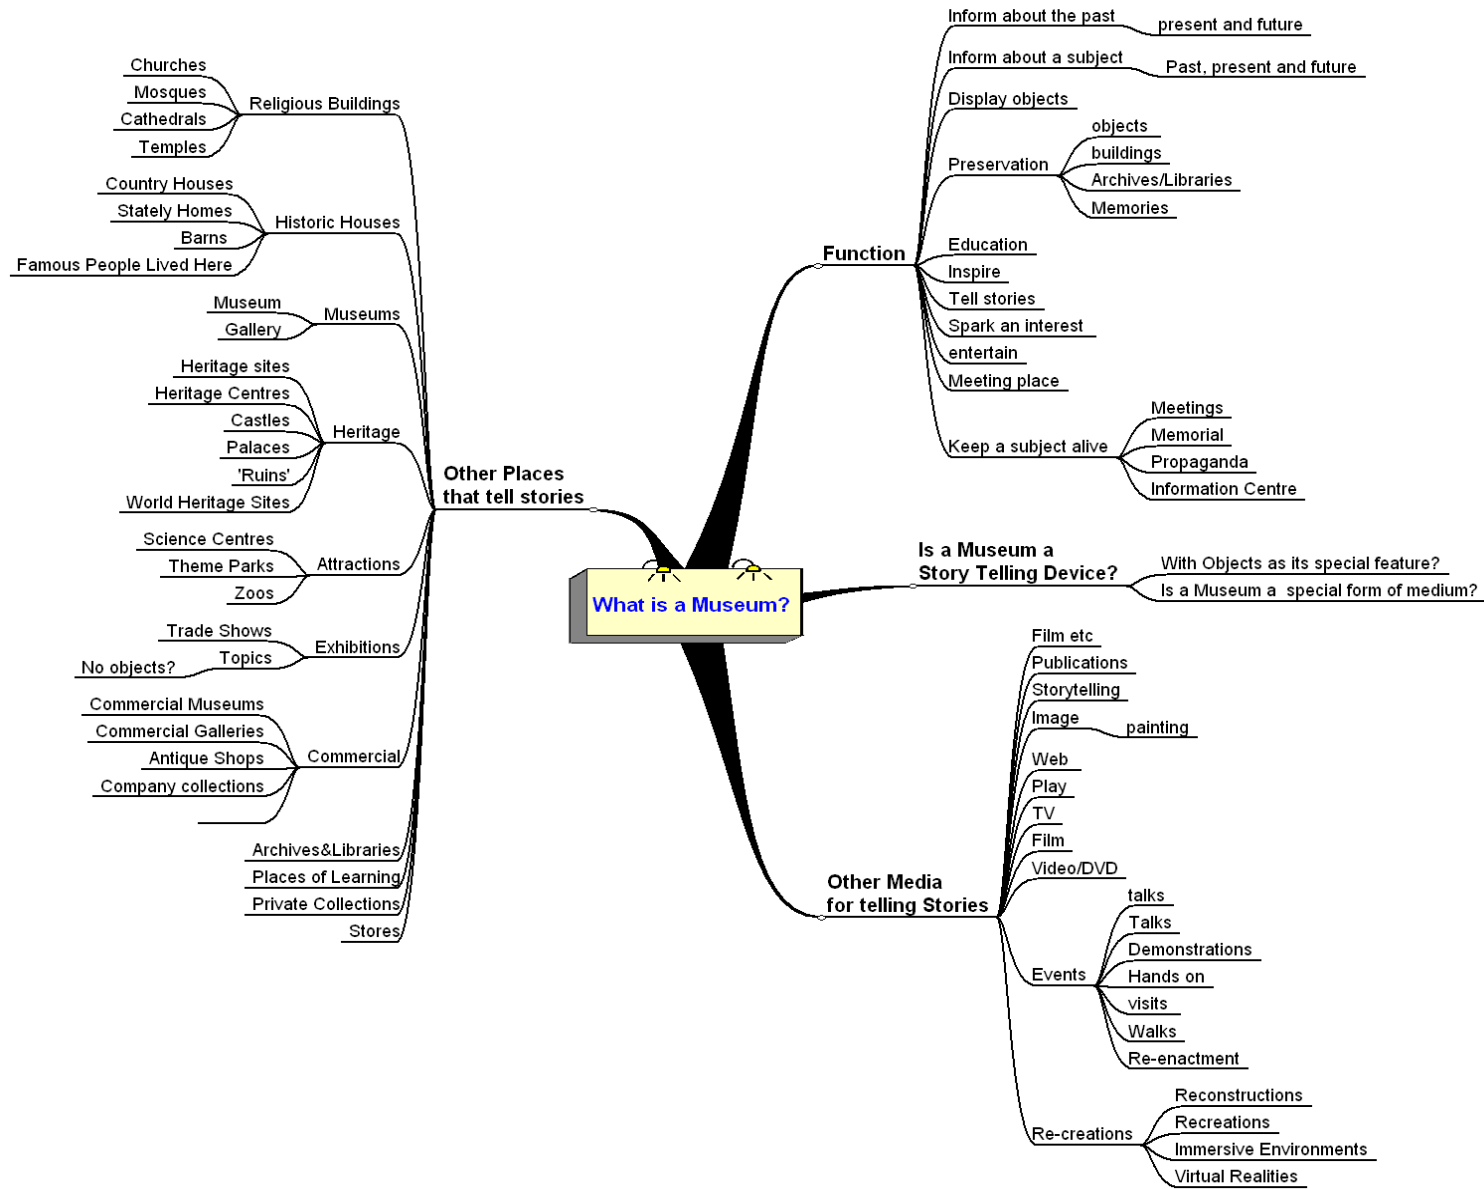 What is a Museum?
Function
Inform about the past
present and future
Inform about a subject
Past, present and future
Display objects
Preservation
objects
buildings
Archives/Libraries
Memories
Education
Inspire
Tell stories
Spark an interest
entertain
Meeting place
Keep a subject alive
Meetings
Memorial
Propaganda
Information Centre
Is a Museum a
Story Telling Device?
With Objects as its special feature?
Is a Museum a  special form of medium?
Other Media
for telling Stories
Film etc
Publications
Storytelling
Image
painting
Web
Play
TV
Film
Video/DVD
Events
talks
Talks
Demonstrations
Hands on
visits
Walks
Re-enactment
Re-creations
Reconstructions
Recreations
Immersive Environments
Virtual Realities
Other Places
that tell stories
Religious Buildings
Churches
Mosques
Cathedrals
Temples
Historic Houses
Country Houses
Stately Homes
Barns
Famous People Lived Here
Museums
Museum
Gallery
Heritage
Heritage sites
Heritage Centres
Castles
Palaces
'Ruins'
World Heritage Sites
Attractions
Science Centres
Theme Parks
Zoos
Exhibitions
Trade Shows
Topics
No objects?
Commercial
Commercial Museums
Commercial Galleries
Antique Shops
Company collections
Archives&Libraries
Places of Learning
Private Collections
Stores